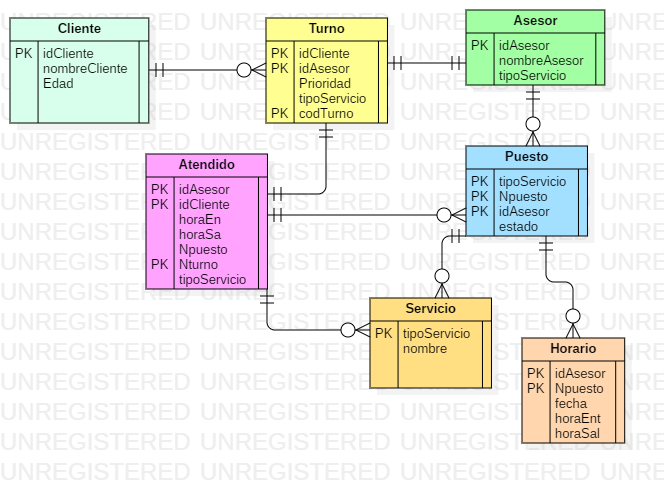 Cliente
PK idCliente
nombreCliente
Edad
Turno
PK idCliente
PK idAsesor
Prioridad
tipoServicio
PK codTurno
Asesor
PK idAsesor
nombreAsesor
tipoServicio
Atendido
PK idAsesor
PK idCliente
horaEn
horaSa
Npuesto
PK Nturno
tipoServicio
Puesto
PK tipoServicio
PK Npuesto
PK idAsesor
estado
Servicio
PK tipoServicio
nombre
Horario
PK idAsesor
PK Npuesto
fecha
horaEnt
horaSal
UNREGISTERED UNREGISTERED UNREGISTERED UNREGISTERED